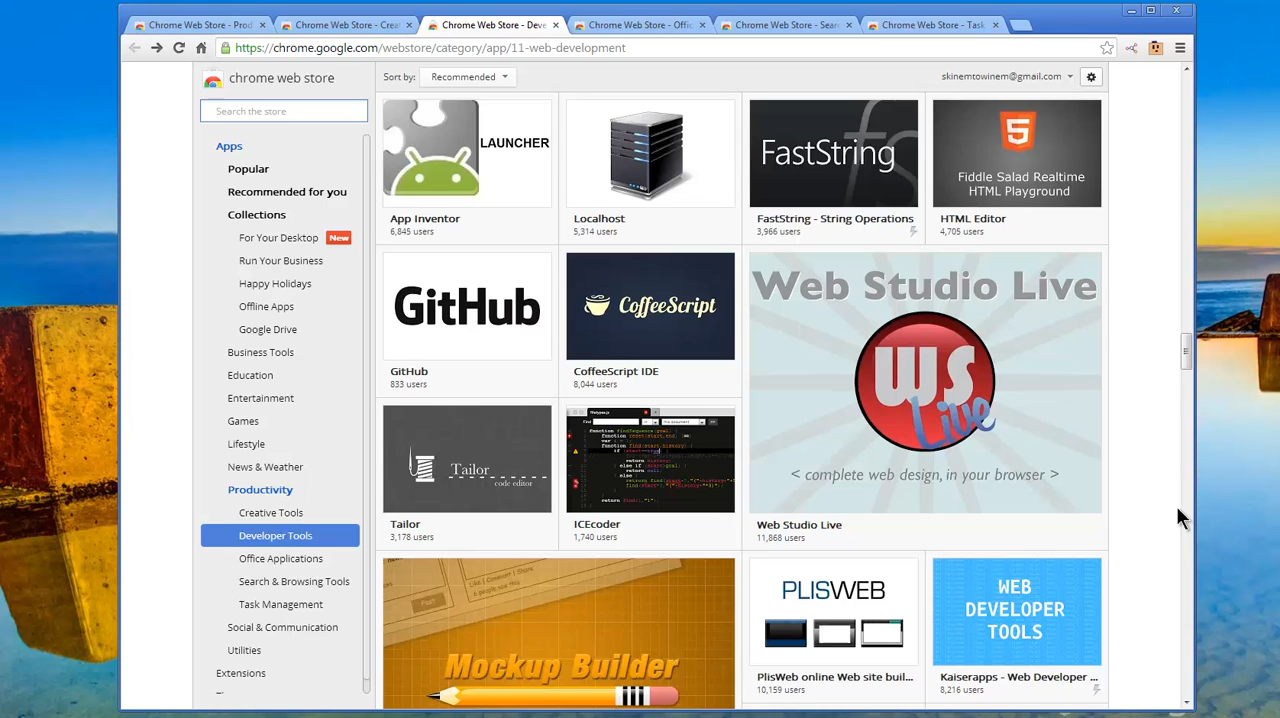 Chrome Web Store - Prod
Chrome Web Store - Crea
Chrome Web Store - Deve
Chrome Web Store - Offic
Chrome Web Store - Sear
Chrome Web Store - Task
https://chrome.google.com/webstore/category/app/11-web-development
chrome web store
Search the store
Apps
Popular
Recommended for you
Collections
For Your Desktop New
Run Your Business
Happy Holidays
Offline Apps
Google Drive
Business Tools
Education
Entertainment
Games
Lifestyle
News & Weather
Productivity
Creative Tools
Developer Tools
Office Applications
Search & Browsing Tools
Task Management
Social & Communication
Utilities
Extensions
Sort by: Recommended
skinemtowinem@gmail.com
LAUNCHER
App Inventor
6,845 users
Localhost
5,314 users
FastString
FastString - String Operations
3,966 users
5
Fiddle Salad Realtime
HTML Playground
HTML Editor
4,705 users
GitHub
GitHub
833 users
CoffeeScript
CoffeeScript IDE
8,044 users
Web Studio Live
WS
Live
< complete web design, in your browser >
Web Studio Live
11,868 users
Tailor
code editor
Tailor
3,178 users
ICEcoder
1,740 users
Mockup Builder
PLISWEB
PlisWeb online Web site buil...
10,159 users
WEB
DEVELOPER
TOOLS
Kaiserapps - Web Developer ...
8,216 users